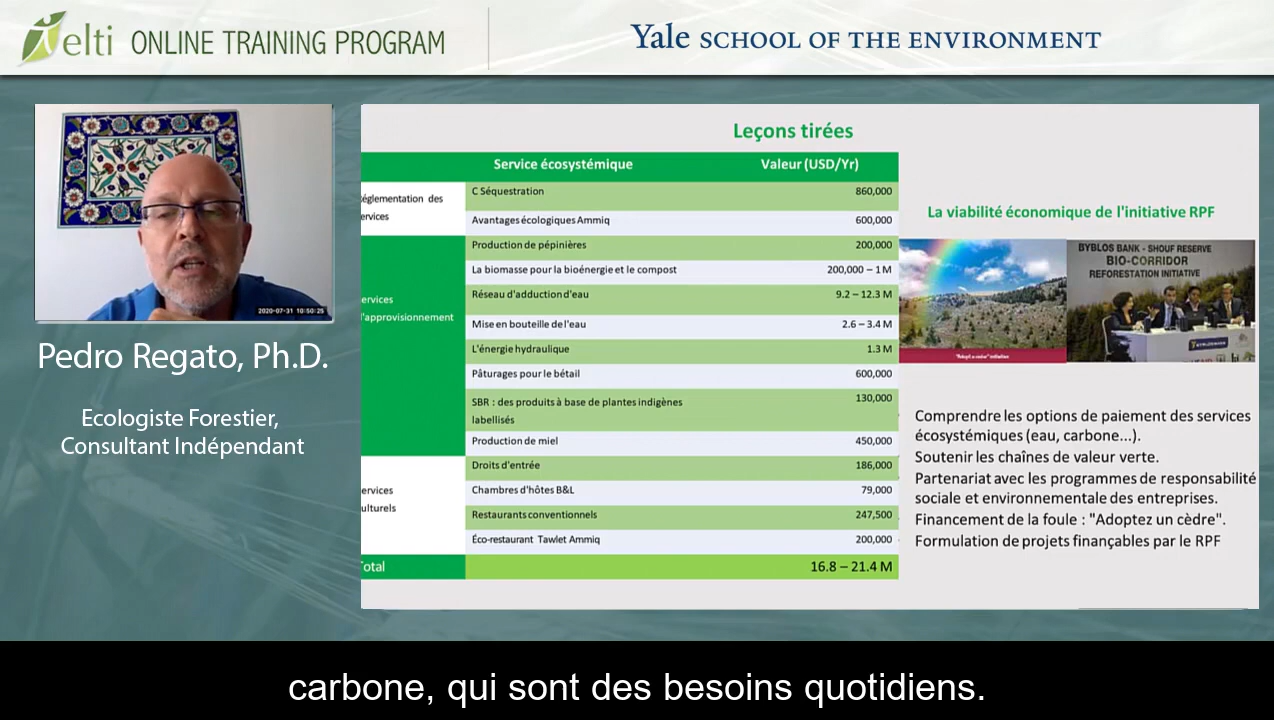 elti ONLINE TRAINING PROGRAM
Yale SCHOOL OF THE ENVIRONMENT
2020-07-31 10:50:25
Pedro Regato, Ph.D.
Ecologiste Forestier,
Consultant Indépendant
Leçons tirées
Service écosystémique Valeur (USD/Yr)
églementation des
ervices
C Séquestration 860,000
Avantages écologiques Ammiq 600,000
ervices
'approvisionnement
Production de pépinières 200,000
La biomasse pour la bioénergie et le compost 200,000 – 1 M
Réseau d'adduction d'eau 9.2 – 12.3 M
Mise en bouteille de l'eau 2.6 – 3.4 M
L'énergie hydraulique 1.3 M
Pâturages pour le bétail 600,000
SBR : des produits à base de plantes indigènes 130,000
labellisés
Production de miel 450,000
ervices
ulturels
Droits d'entrée 186,000
Chambres d'hôtes B&L 79,000
Restaurants conventionnels 247,500
Éco-restaurant Tawlet Ammiq 200,000
otal 16.8 – 21.4 M
La viabilité économique de l'initiative RPF
"Adopt a cedar" initiative
BYBLOS BANK - SHOUF RESERVE
BIO-CORRIDOR
REFORESTATION INITIATIVE
Comprendre les options de paiement des services
écosystémiques (eau, carbone...).
Soutenir les chaînes de valeur verte.
Partenariat avec les programmes de responsabilité
sociale et environnementale des entreprises.
Financement de la foule : "Adoptez un cèdre".
Formulation de projets finançables par le RPF
carbone, qui sont des besoins quotidiens.